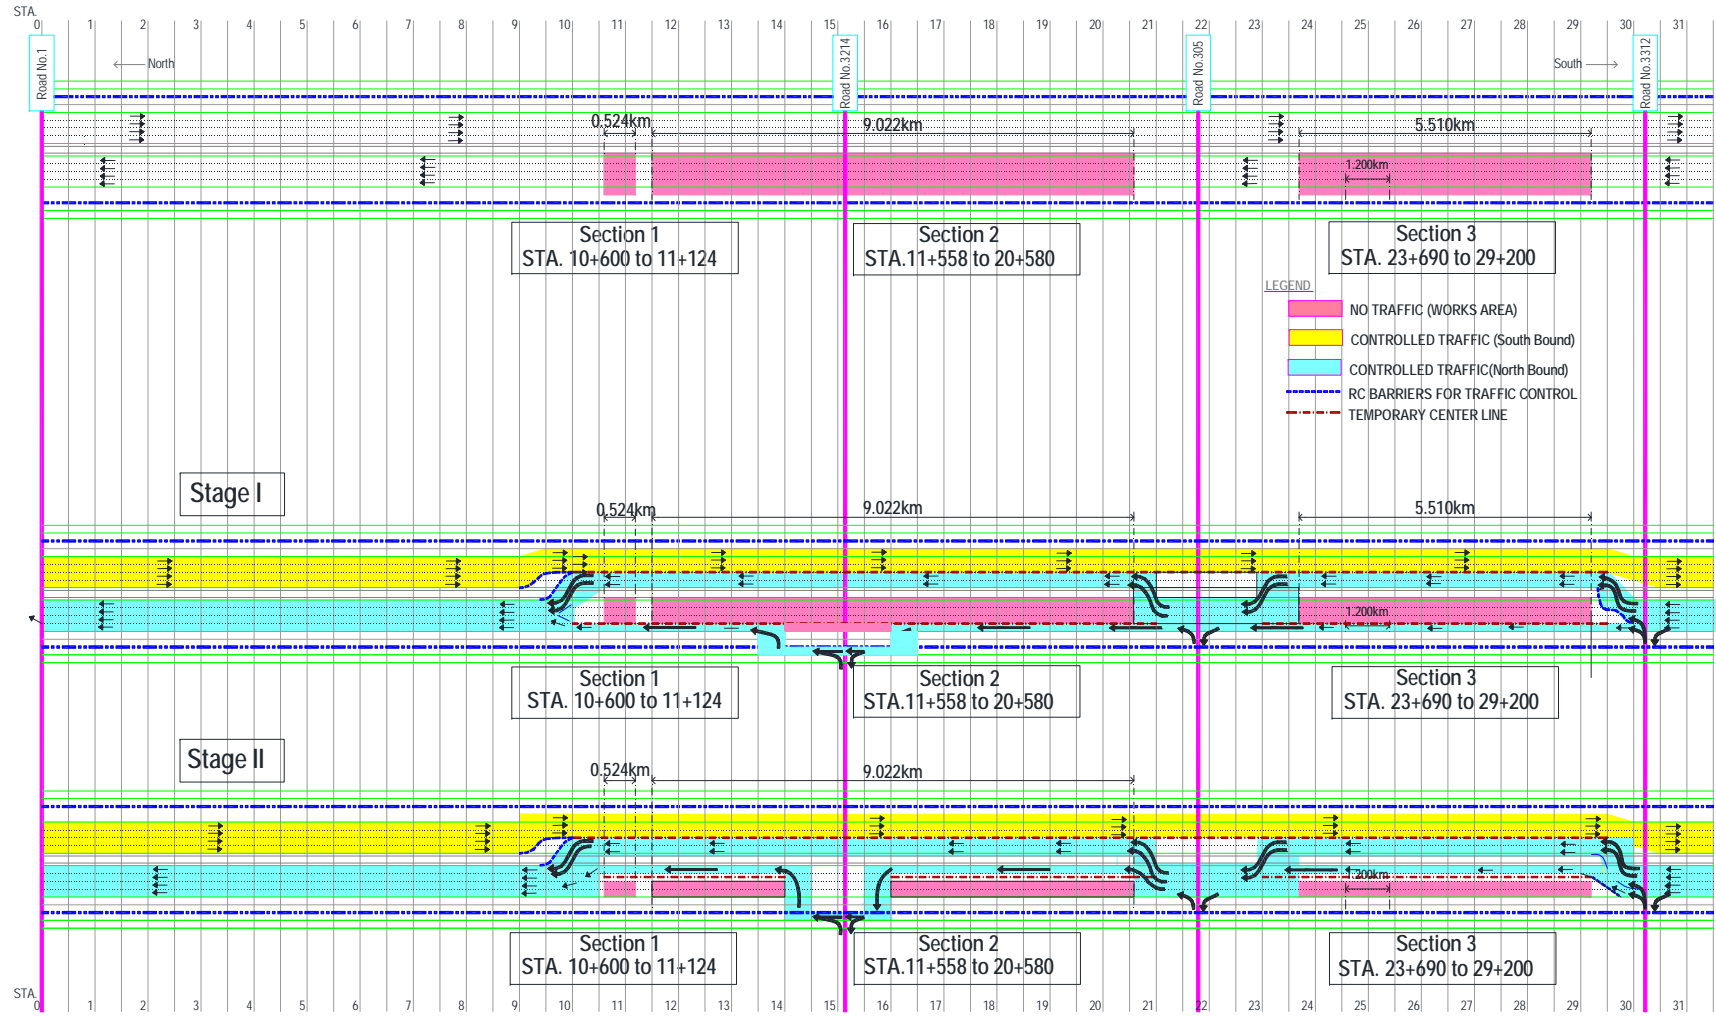 STA.
0 1 2 3 4 5 6 7 8 9 10 11 12 13 14 15 16 17 18 19 20 21 22 23 24 25 26 27 28 29 30 31
Road No.1
Road No.3214
Road No.305
Road No.3312
North
South
0.524km
9.022km
5.510km
1.200km
Section 1
STA. 10+600 to 11+124
Section 2
STA.11+558 to 20+580
Section 3
STA. 23+690 to 29+200
LEGEND
NO TRAFFIC (WORKS AREA)
CONTROLLED TRAFFIC (South Bound)
CONTROLLED TRAFFIC(North Bound)
RC BARRIERS FOR TRAFFIC CONTROL
TEMPORARY CENTER LINE
Stage I
0.524km
9.022km
5.510km
1.200km
Section 1
STA. 10+600 to 11+124
Section 2
STA.11+558 to 20+580
Section 3
STA. 23+690 to 29+200
Stage II
0.524km
9.022km
200km
Section 1
STA. 10+600 to 11+124
Section 2
STA.11+558 to 20+580
Section 3
STA. 23+690 to 29+200
STA.
0 1 2 3 4 5 6 7 8 9 10 11 12 13 14 15 16 17 18 19 20 21 22 23 24 25 26 27 28 29 30 31